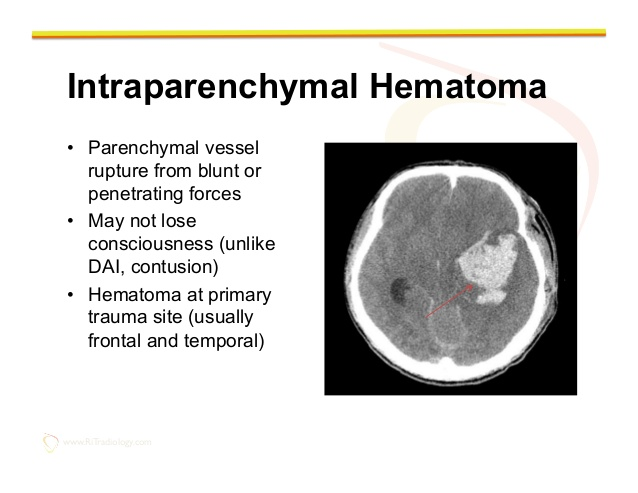 Intraparenchymal Hematoma
• Parenchymal vessel
rupture from blunt or
penetrating forces
• May not lose
consciousness (unlike
DAI, contusion)
• Hematoma at primary
trauma site (usually
frontal and temporal)
www.RiTradiology.com